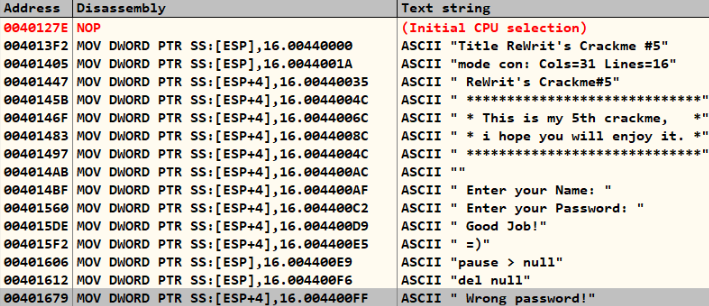 Address Disassembly Text string
0040127E NOP (Initial CPU selection)
004013F2 MOV DWORD PTR SS:[ESP],16.00440000 ASCII "Title ReWrit's Crackme #5"
00401405 MOV DWORD PTR SS:[ESP],16.0044001A ASCII "mode con: Cols=31 Lines=16"
00401447 MOV DWORD PTR SS:[ESP+4],16.00440035 ASCII " ReWrit's Crackme#5"
0040145B MOV DWORD PTR SS:[ESP+4],16.0044004C ASCII " *****************************"
0040146F MOV DWORD PTR SS:[ESP+4],16.0044006C ASCII " * This is my 5th crackme,   *"
00401483 MOV DWORD PTR SS:[ESP+4],16.0044008C ASCII " * i hope you will enjoy it. *"
00401497 MOV DWORD PTR SS:[ESP+4],16.0044004C ASCII " *****************************"
004014AB MOV DWORD PTR SS:[ESP+4],16.004400AC ASCII ""
004014BF MOV DWORD PTR SS:[ESP+4],16.004400AF ASCII " Enter your Name: "
00401560 MOV DWORD PTR SS:[ESP+4],16.004400C2 ASCII " Enter your Password: "
004015DE MOV DWORD PTR SS:[ESP+4],16.004400D9 ASCII " Good Job!"
004015F2 MOV DWORD PTR SS:[ESP+4],16.004400E5 ASCII " =)"
00401606 MOV DWORD PTR SS:[ESP],16.004400E9 ASCII "pause > null"
00401612 MOV DWORD PTR SS:[ESP],16.004400F6 ASCII "del null"
00401679 MOV DWORD PTR SS:[ESP+4],16.004400FF ASCII " Wrong password!"